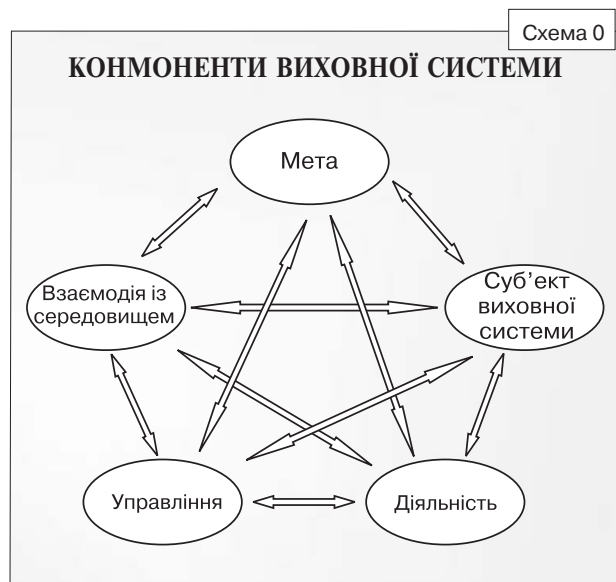 Схема 0
КОНМОНЕНТИ ВИХОВНОЇ СИСТЕМИ
Мета
Взаємодія із
середовищем
Суб’єкт
виховної
системи
Управління
Діяльність